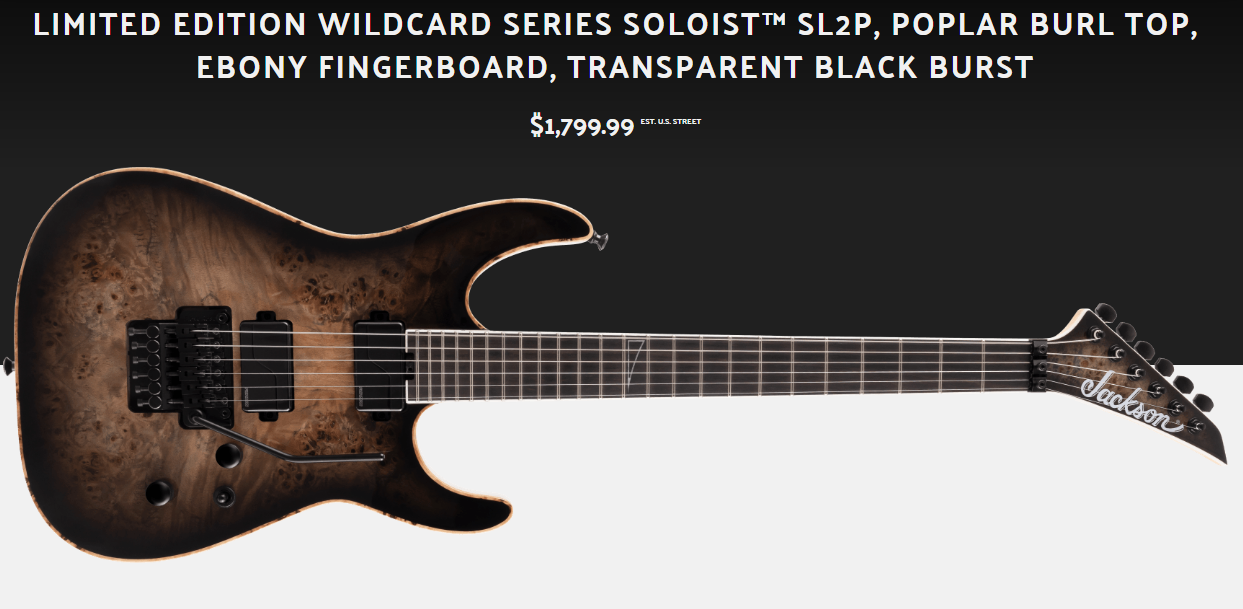 LIMITED EDITION WILDCARD SERIES SOLOIST™ SL2P, POPLAR BURL TOP,
EBONY FINGERBOARD, TRANSPARENT BLACK BURST
$1,799.99 EST. U.S. STREET
Jackson